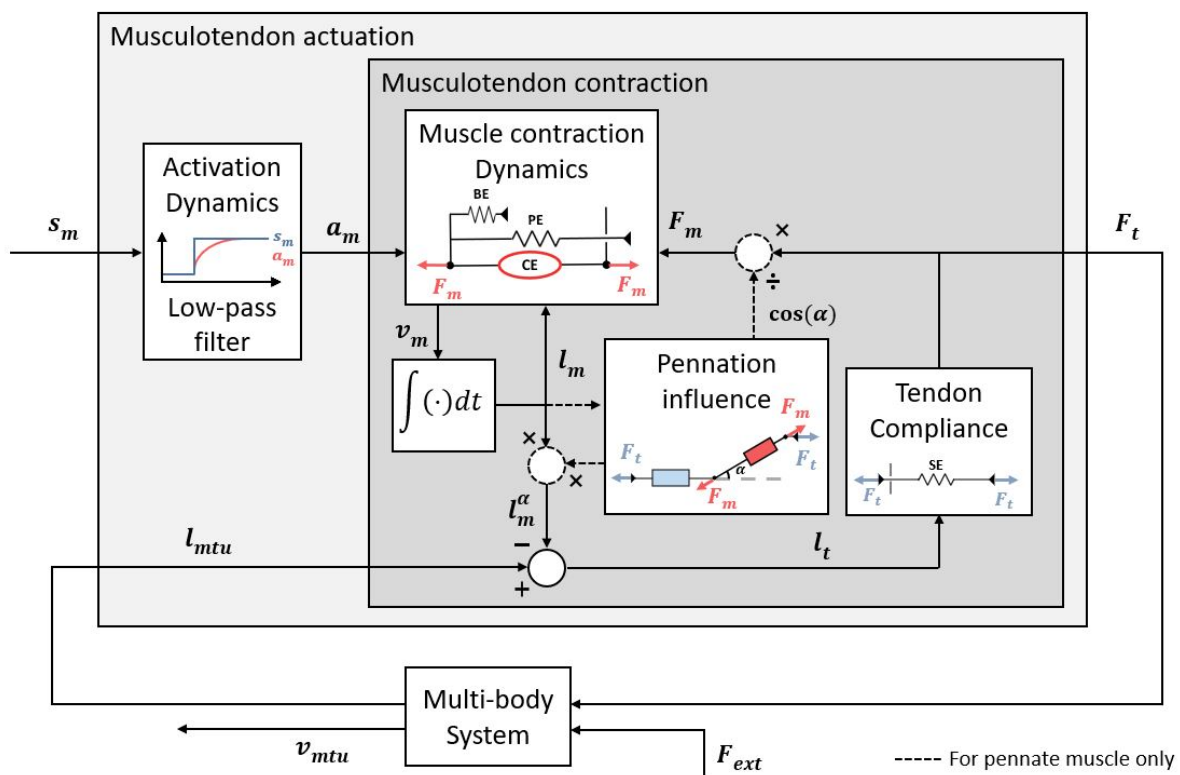 Musculotendon actuation
Musculotendon contraction
Muscle contraction
Dynamics
BE
PE
CE
F_m
F_m
Activation
Dynamics
s_m
a_m
Low-pass
filter
s_m
a_m
F_m
×
÷
cos(α)
F_t
v_m
∫(·)dt
l_m
×
×
l_m^α
Pennation
influence
F_m
F_t
F_t
α
F_m
Tendon
Compliance
SE
F_t
F_t
l_mtu
−
+
l_t
Multi-body
System
v_mtu
F_ext
For pennate muscle only